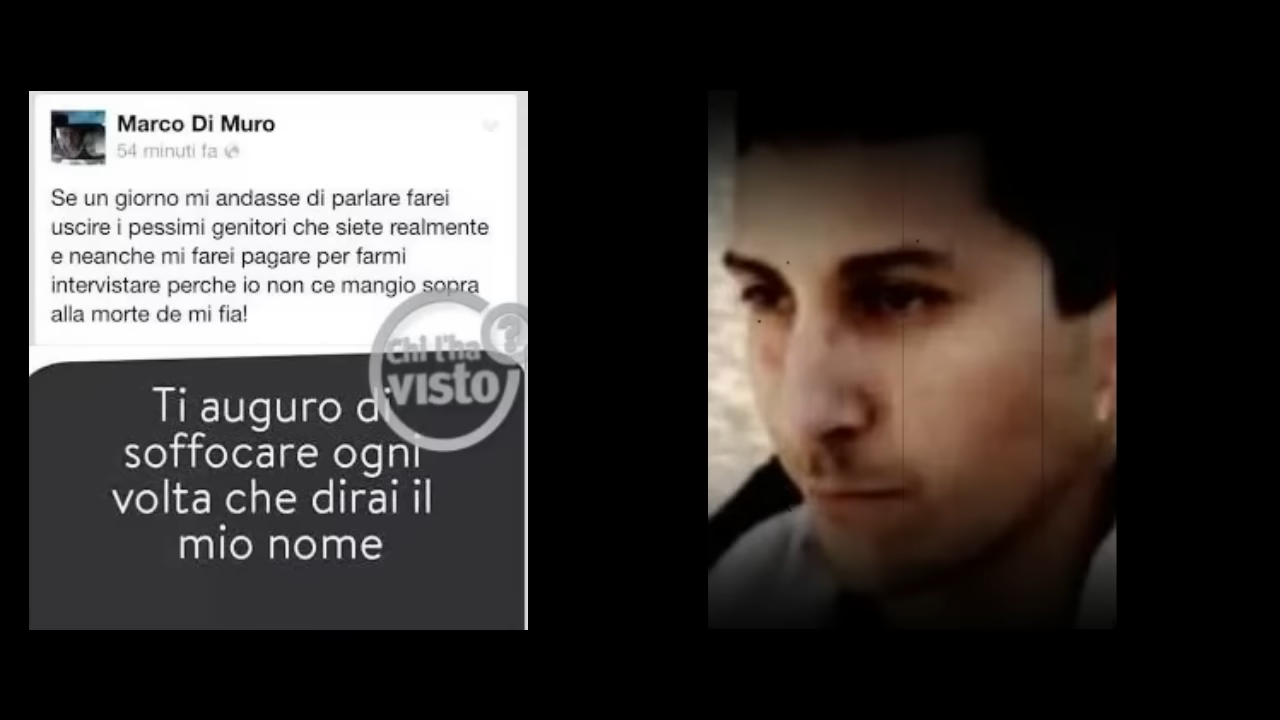 Marco Di Muro
54 minuti fa
Se un giorno mi andasse di parlare farei
uscire i pessimi genitori che siete realmente
e neanche mi farei pagare per farmi
intervistare perche io non ce mangio sopra
alla morte de mi fia!
Chi l'ha
?
visto
Ti auguro di
soffocare ogni
volta che dirai il
mio nome